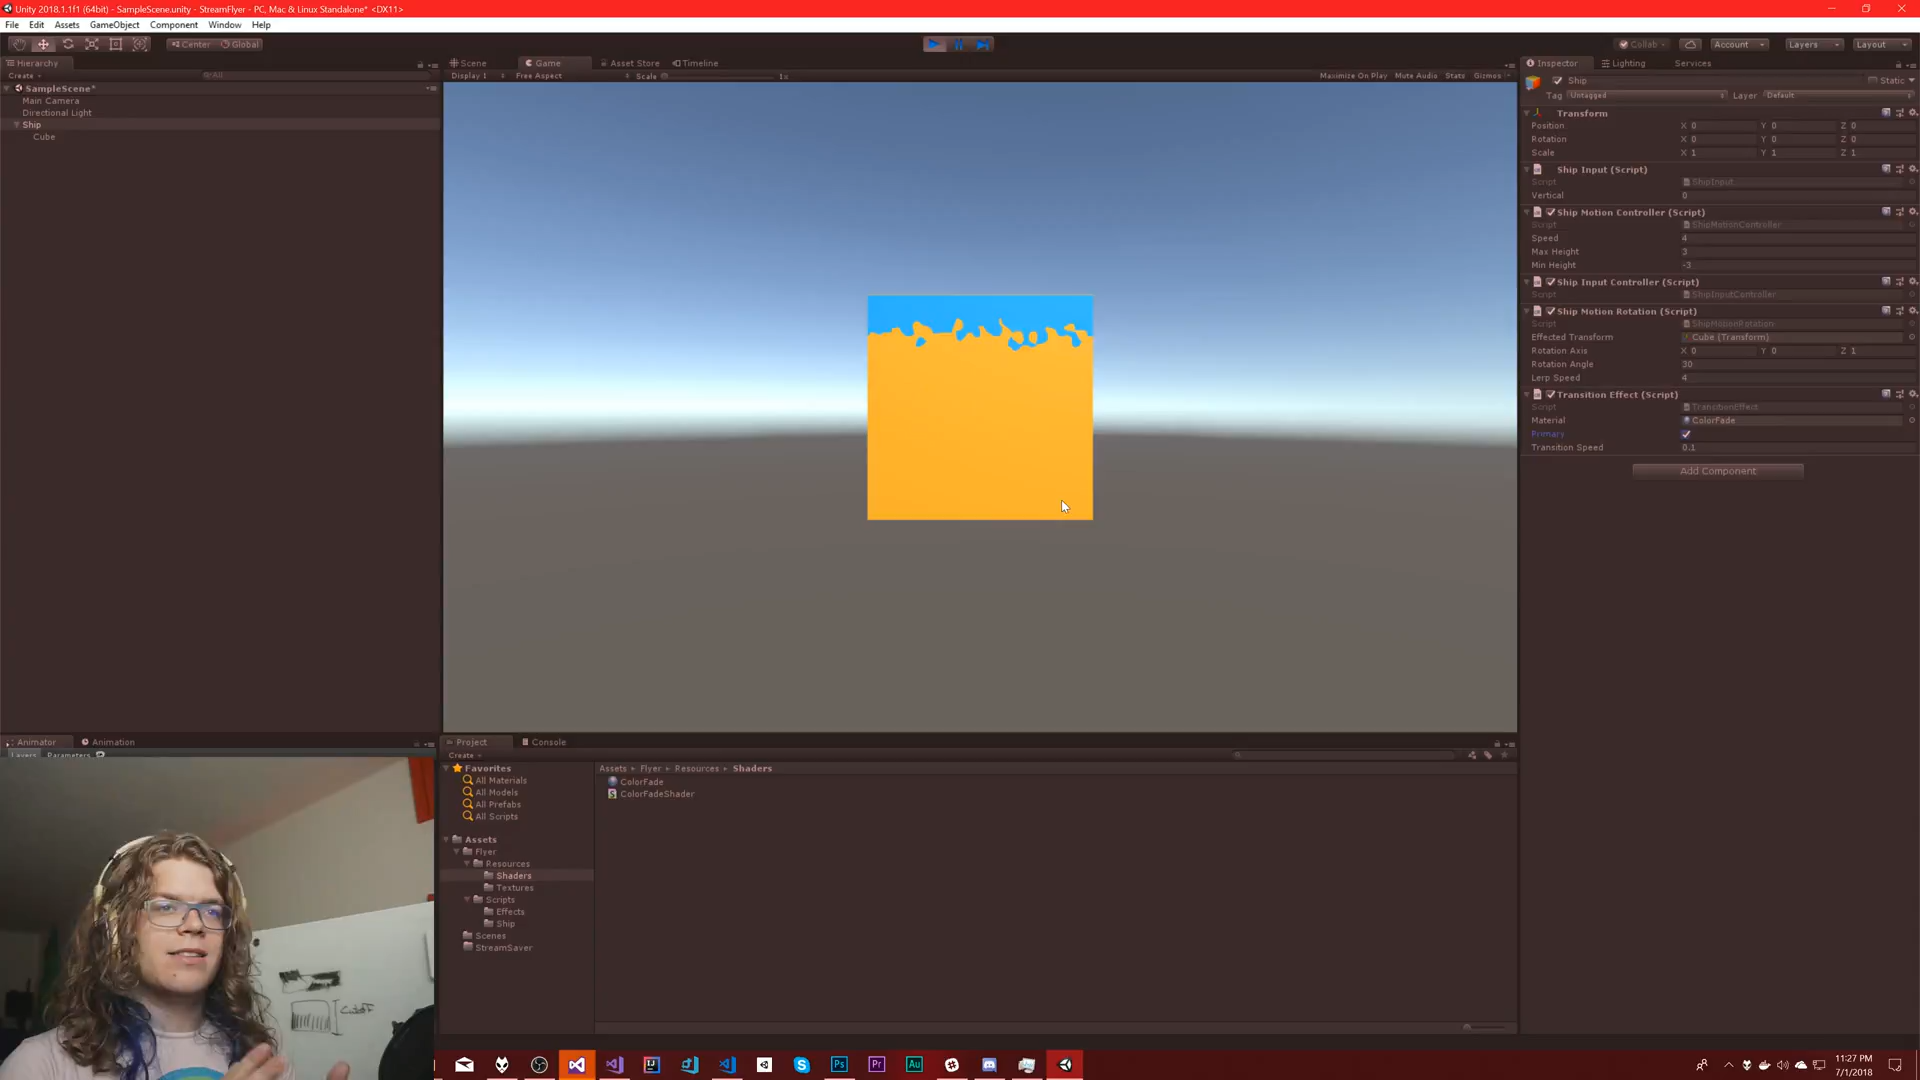 Unity 2018.1.1f1 (64bit) - SampleScene.unity - StreamFlyer - PC, Mac & Linux Standalone* <DX11>
File Edit Assets GameObject Component Window Help
Center Global
Collab Account Layers Layout
Hierarchy
Create All
SampleScene*
Main Camera
Directional Light
Ship
Cube
Scene Game Asset Store Timeline
Display 1 Free Aspect Scale 1x Maximize On Play Mute Audio Stats Gizmos
Inspector Lighting Services
Ship Static
Tag Untagged Layer Default
Transform
Position X 0 Y 0 Z 0
Rotation X 0 Y 0 Z 0
Scale X 1 Y 1 Z 1
Ship Input (Script)
Script ShipInput
Vertical 0
Ship Motion Controller (Script)
Script ShipMotionController
Speed 4
Max Height 3
Min Height -3
Ship Input Controller (Script)
Script ShipInputController
Ship Motion Rotation (Script)
Script ShipMotionRotation
Effected Transform Cube (Transform)
Rotation Axis X 0 Y 0 Z 1
Rotation Angle 30
Lerp Speed 4
Transition Effect (Script)
Script TransitionEffect
Material ColorFade
Primary
Transition Speed 0.1
Add Component
Animator Animation
Layers Parameters
Project Console
Create
Favorites
All Materials
All Models
All Prefabs
All Scripts
Assets
Flyer
Resources
Shaders
Textures
Scripts
Effects
Ship
Scenes
StreamSaver
Assets Flyer Resources Shaders
ColorFade
ColorFadeShader
Ps Pr Au
11:27 PM
7/1/2018